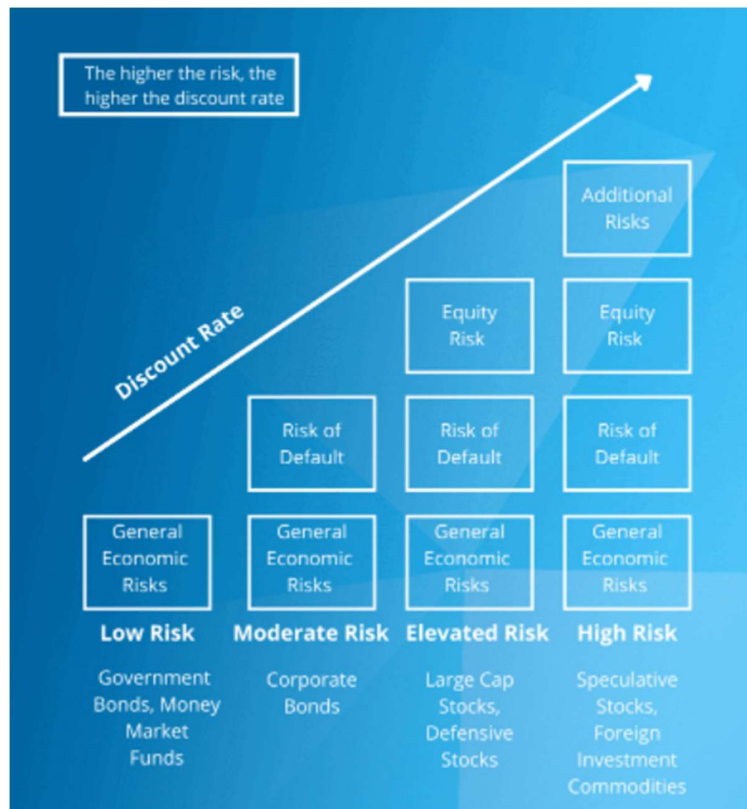 The higher the risk, the
higher the discount rate
Discount Rate
Additional
Risks
Equity
Risk
Equity
Risk
Risk of
Default
Risk of
Default
Risk of
Default
General
Economic
Risks
General
Economic
Risks
General
Economic
Risks
General
Economic
Risks
Low Risk
Moderate Risk
Elevated Risk
High Risk
Government
Bonds, Money
Market
Funds
Corporate
Bonds
Large Cap
Stocks,
Defensive
Stocks
Speculative
Stocks,
Foreign
Investment
Commodities